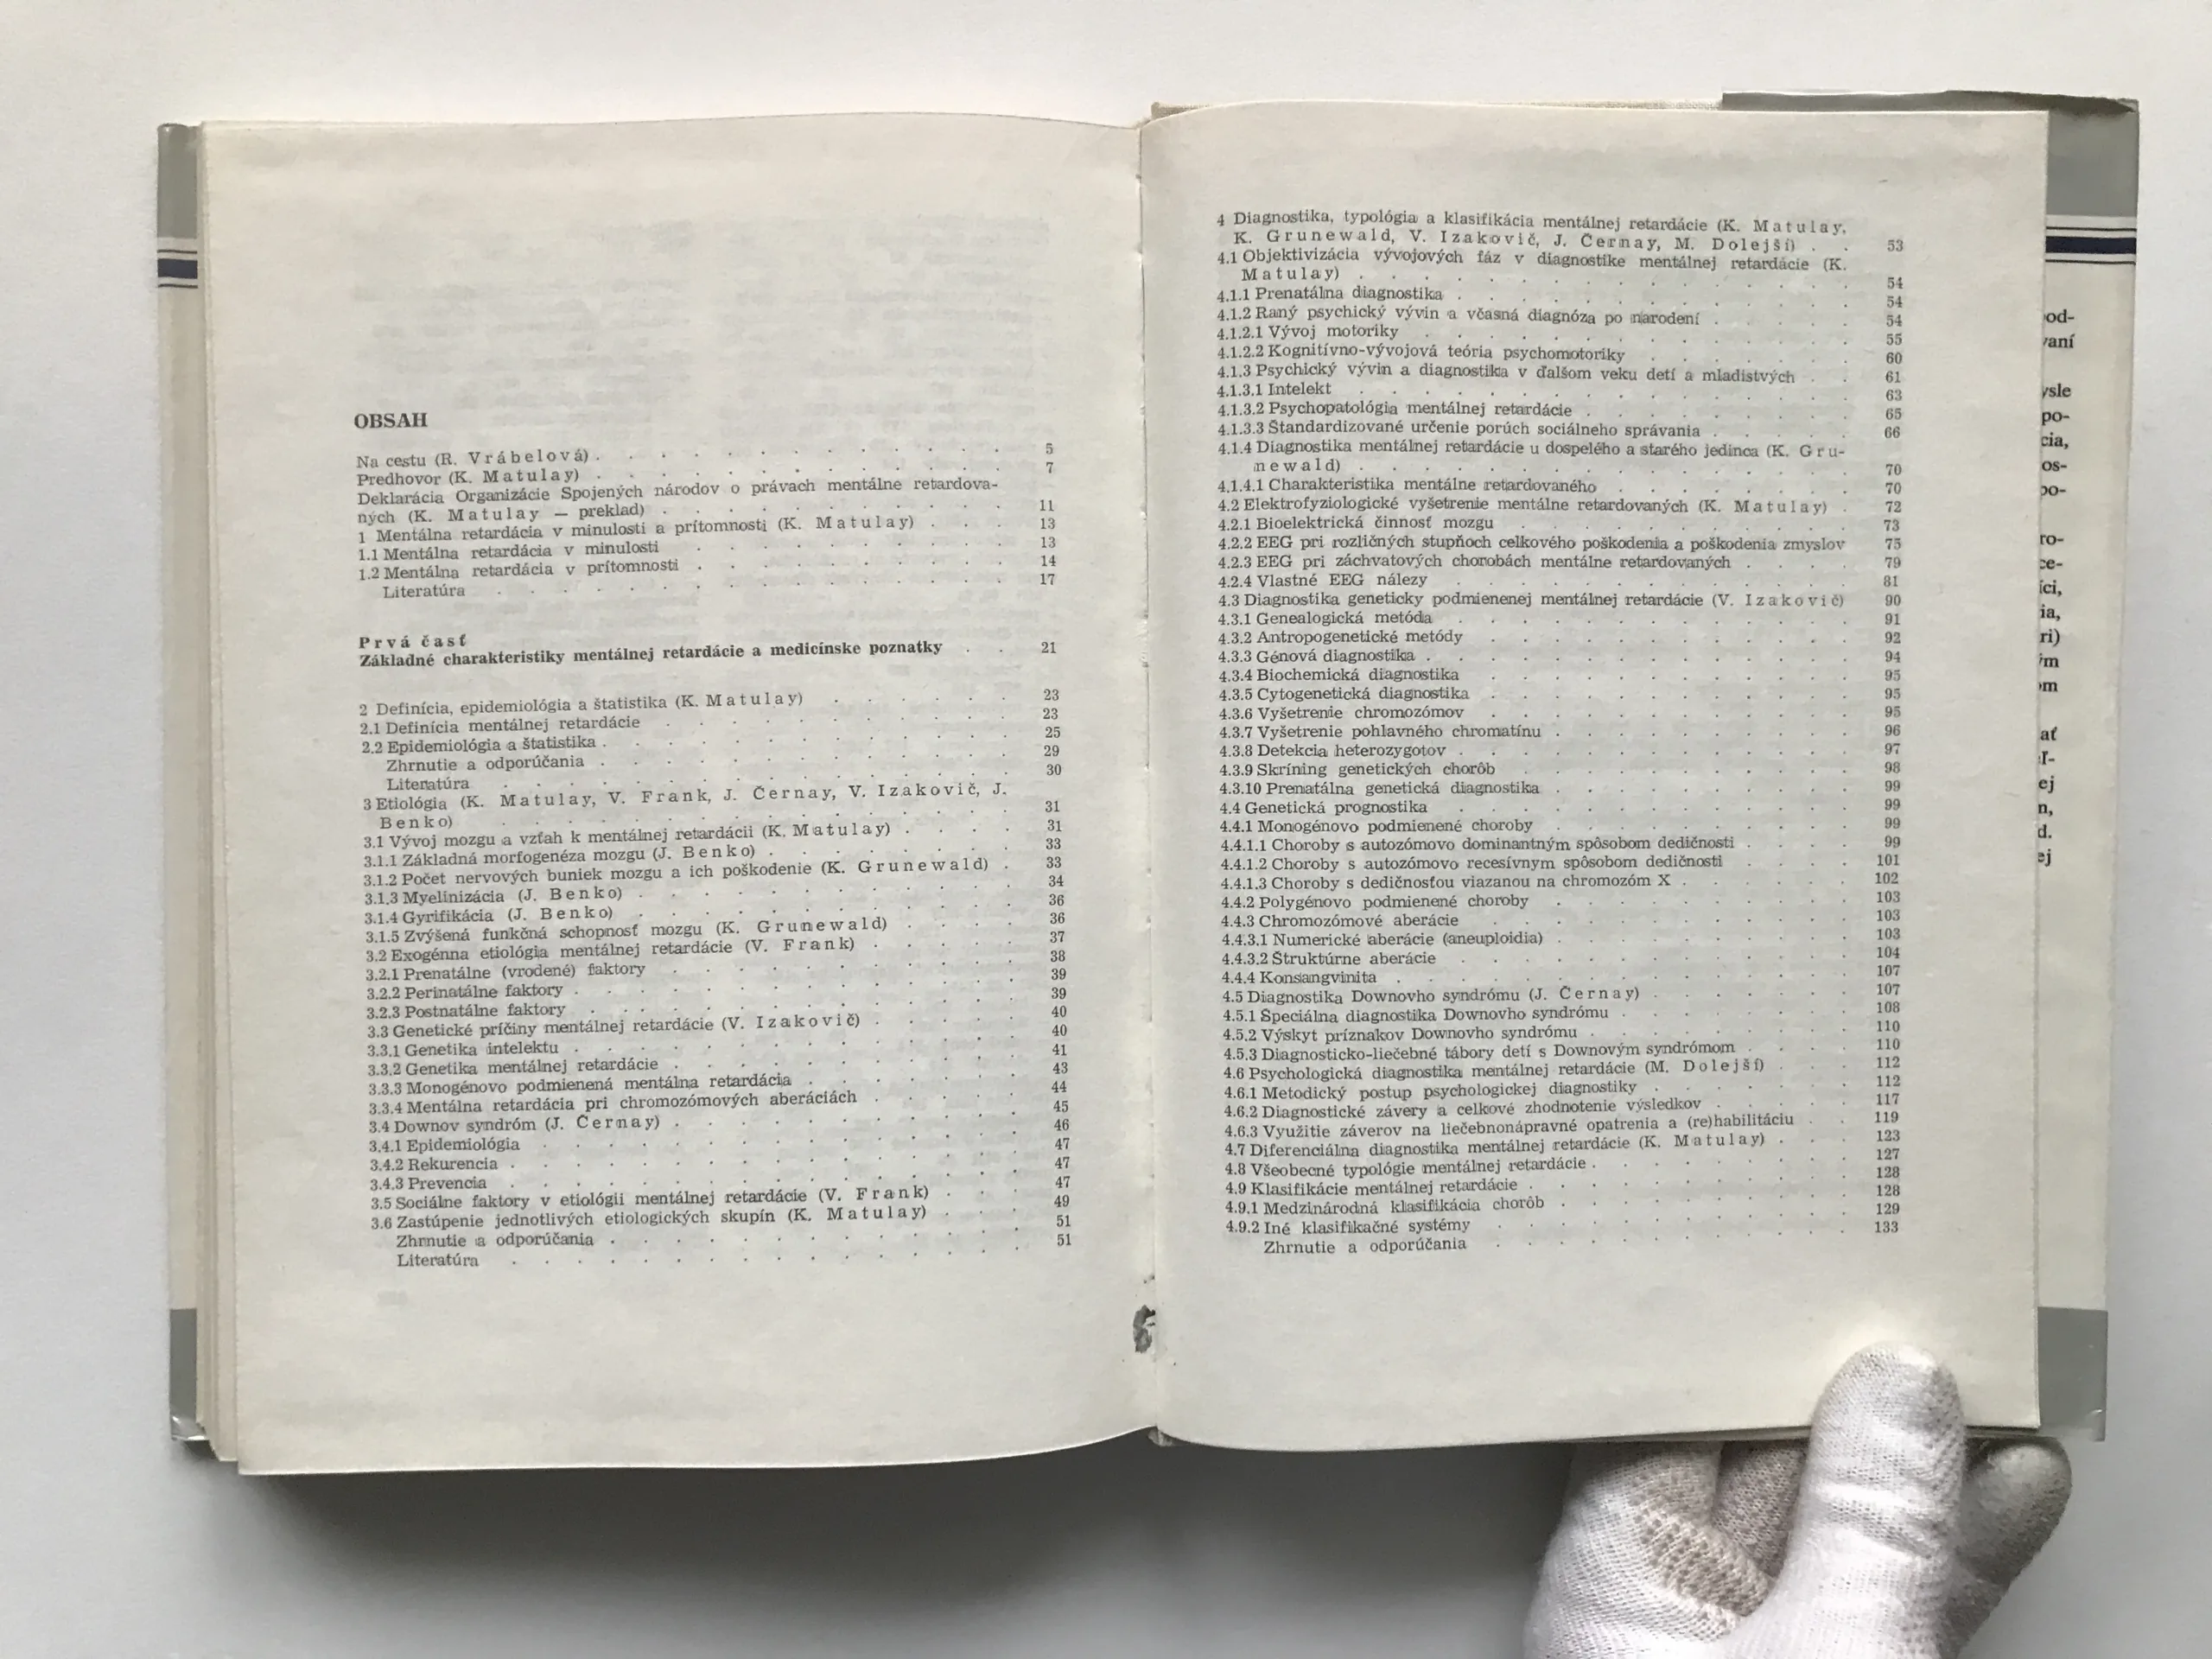 OBSAH
Na cestu (R. Vrábelová) . 5
Predhovor (K. Matulay) . 7
Deklarácia Organizácie Spojených národov o právach mentálne retardova-
ných (K. Matulay — preklad) . 11
1 Mentálna retardácia v minulosti a prítomnosti (K. Matulay) . 13
1.1 Mentálna retardácia v minulosti . 13
1.2 Mentálna retardácia v prítomnosti . 14
Literatúra . 17
Prvá časť
Základné charakteristiky mentálnej retardácie a medicínske poznatky . 21
2 Definícia, epidemiológia a štatistika (K. Matulay) . 23
2.1 Definícia mentálnej retardácie . 23
2.2 Epidemiológia a štatistika . 25
Zhrnutie a odporúčania . 29
Literatúra . 30
3 Etiológia (K. Matulay, V. Frank, J. Černay, V. Izakovič, J.
Benko) . 31
3.1 Vývoj mozgu a vzťah k mentálnej retardácii (K. Matulay) . 31
3.1.1 Základná morfogenéza mozgu (J. Benko) . 33
3.1.2 Počet nervových buniek mozgu a ich poškodenie (K. Grunewald) . 33
3.1.3 Myelinizácia (J. Benko) . 34
3.1.4 Gyrifikácia (J. Benko) . 36
3.1.5 Zvýšená funkčná schopnosť mozgu (K. Grunewald) . 36
3.2 Exogénna etiológia mentálnej retardácie (V. Frank) . 37
3.2.1 Prenatálne (vrodené) faktory . 38
3.2.2 Perinatálne faktory . 39
3.2.3 Postnatálne faktory . 39
3.3 Genetické príčiny mentálnej retardácie (V. Izakovič) . 40
3.3.1 Genetika intelektu . 40
3.3.2 Genetika mentálnej retardácie . 41
3.3.3 Monogénovo podmienená mentálna retardácia . 43
3.3.4 Mentálna retardácia pri chromozómových aberáciách . 44
3.4 Downov syndróm (J. Černay) . 45
3.4.1 Epidemiológia . 46
3.4.2 Rekurencia . 47
3.4.3 Prevencia . 47
3.5 Sociálne faktory v etiológii mentálnej retardácie (V. Frank) . 47
3.6 Zastúpenie jednotlivých etiologických skupín (K. Matulay) . 49
Zhrnutie a odporúčania . 51
Literatúra . 51
4 Diagnostika, typológia a klasifikácia mentálnej retardácie (K. Matulay,
K. Grunewald, V. Izakovič, J. Černay, M. Dolejší) . 53
4.1 Objektivizácia vývojových fáz v diagnostike mentálnej retardácie (K.
Matulay) . 54
4.1.1 Prenatálna diagnostika . 54
4.1.2 Raný psychický vývin a včasná diagnóza po narodení . 54
4.1.2.1 Vývoj motoriky . 55
4.1.2.2 Kognitívno-vývojová teória psychomotoriky . 60
4.1.3 Psychický vývin a diagnostika v ďalšom veku detí a mladistvých . 61
4.1.3.1 Intelekt . 63
4.1.3.2 Psychopatológia mentálnej retardácie . 65
4.1.3.3 Štandardizované určenie porúch sociálneho správania . 66
4.1.4 Diagnostika mentálnej retardácie u dospelého a starého jedinca (K. Gru-
newald) . 70
4.1.4.1 Charakteristika mentálne retardovaného . 70
4.2 Elektrofyziologické vyšetrenie mentálne retardovaných (K. Matulay) . 72
4.2.1 Bioelektrická činnosť mozgu . 73
4.2.2 EEG pri rozličných stupňoch celkového poškodenia a poškodenia zmyslov 75
4.2.3 EEG pri záchvatových chorobách mentálne retardovaných . 79
4.2.4 Vlastné EEG nálezy . 81
4.3 Diagnostika geneticky podmienenej mentálnej retardácie (V. Izakovič) 90
4.3.1 Genealogická metóda . 91
4.3.2 Antropogenetické metódy . 92
4.3.3 Génová diagnostika . 94
4.3.4 Biochemická diagnostika . 95
4.3.5 Cytogenetická diagnostika . 95
4.3.6 Vyšetrenie chromozómov . 95
4.3.7 Vyšetrenie pohlavného chromatínu . 96
4.3.8 Detekcia heterozygotov . 97
4.3.9 Skríning genetických chorôb . 98
4.3.10 Prenatálna genetická diagnostika . 99
4.4 Genetická prognostika . 99
4.4.1 Monogénovo podmienené choroby . 99
4.4.1.1 Choroby s autozómovo dominantným spôsobom dedičnosti . 99
4.4.1.2 Choroby s autozómovo recesívnym spôsobom dedičnosti . 101
4.4.1.3 Choroby s dedičnosťou viazanou na chromozóm X . 102
4.4.2 Polygénovo podmienené choroby . 103
4.4.3 Chromozómové aberácie . 103
4.4.3.1 Numerické aberácie (aneuploidia) . 103
4.4.3.2 Štruktúrne aberácie . 104
4.4.4 Konsangvinita . 107
4.5 Diagnostika Downovho syndrómu (J. Černay) . 107
4.5.1 Špeciálna diagnostika Downovho syndrómu . 108
4.5.2 Výskyt príznakov Downovho syndrómu . 110
4.5.3 Diagnosticko-liečebné tábory detí s Downovým syndrómom . 110
4.6 Psychologická diagnostika mentálnej retardácie (M. Dolejší) . 112
4.6.1 Metodický postup psychologickej diagnostiky . 112
4.6.2 Diagnostické závery a celkové zhodnotenie výsledkov . 117
4.6.3 Využitie záverov na liečebnonápravné opatrenia a (re)habilitáciu . 119
4.7 Diferenciálna diagnostika mentálnej retardácie (K. Matulay) . 123
4.8 Všeobecné typológie mentálnej retardácie . 127
4.9 Klasifikácie mentálnej retardácie . 128
4.9.1 Medzinárodná klasifikácia chorôb . 128
4.9.2 Iné klasifikačné systémy . 129
Zhrnutie a odporúčania . 133